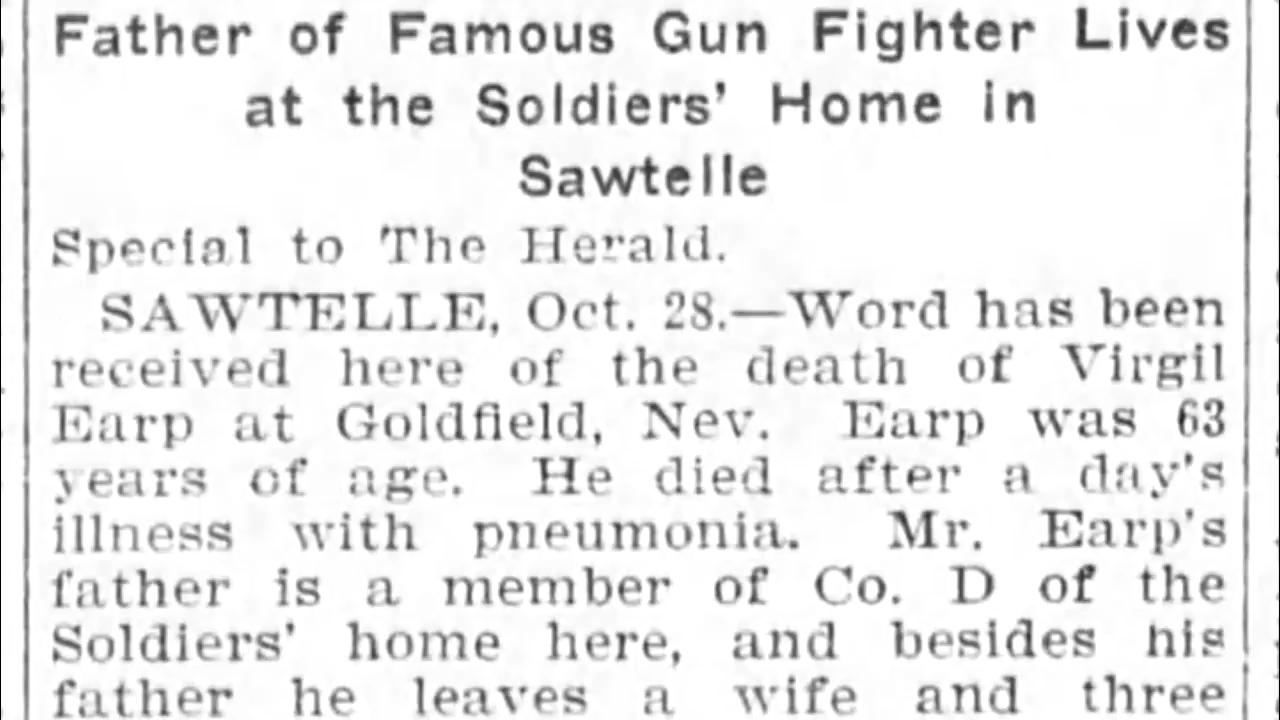 Father of Famous Gun Fighter Lives
at the Soldiers' Home in
Sawtelle
Special to The Herald.
SAWTELLE, Oct. 28.—Word has been
received here of the death of Virgil
Earp at Goldfield, Nev. Earp was 63
years of age. He died after a day's
illness with pneumonia. Mr. Earp's
father is a member of Co. D of the
Soldiers' home here, and besides his
father he leaves a wife and three